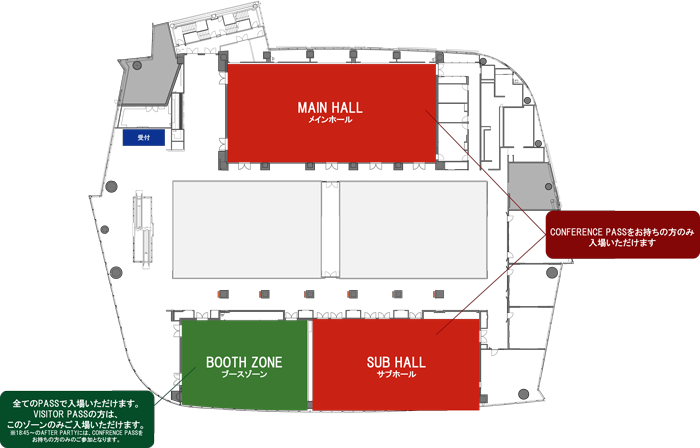 MAIN HALL
メインホール
受付
CONFERENCE PASSをお持ちの方のみ
入場いただけます
BOOTH ZONE
ブースゾーン
SUB HALL
サブホール
全てのPASSで入場いただけます。
VISITOR PASSの方は、
このゾーンのみご入場いただけます。
※18:45〜のAFTER PARTYには、CONFRENCE PASSを
お持ちの方のみのご参加となります。